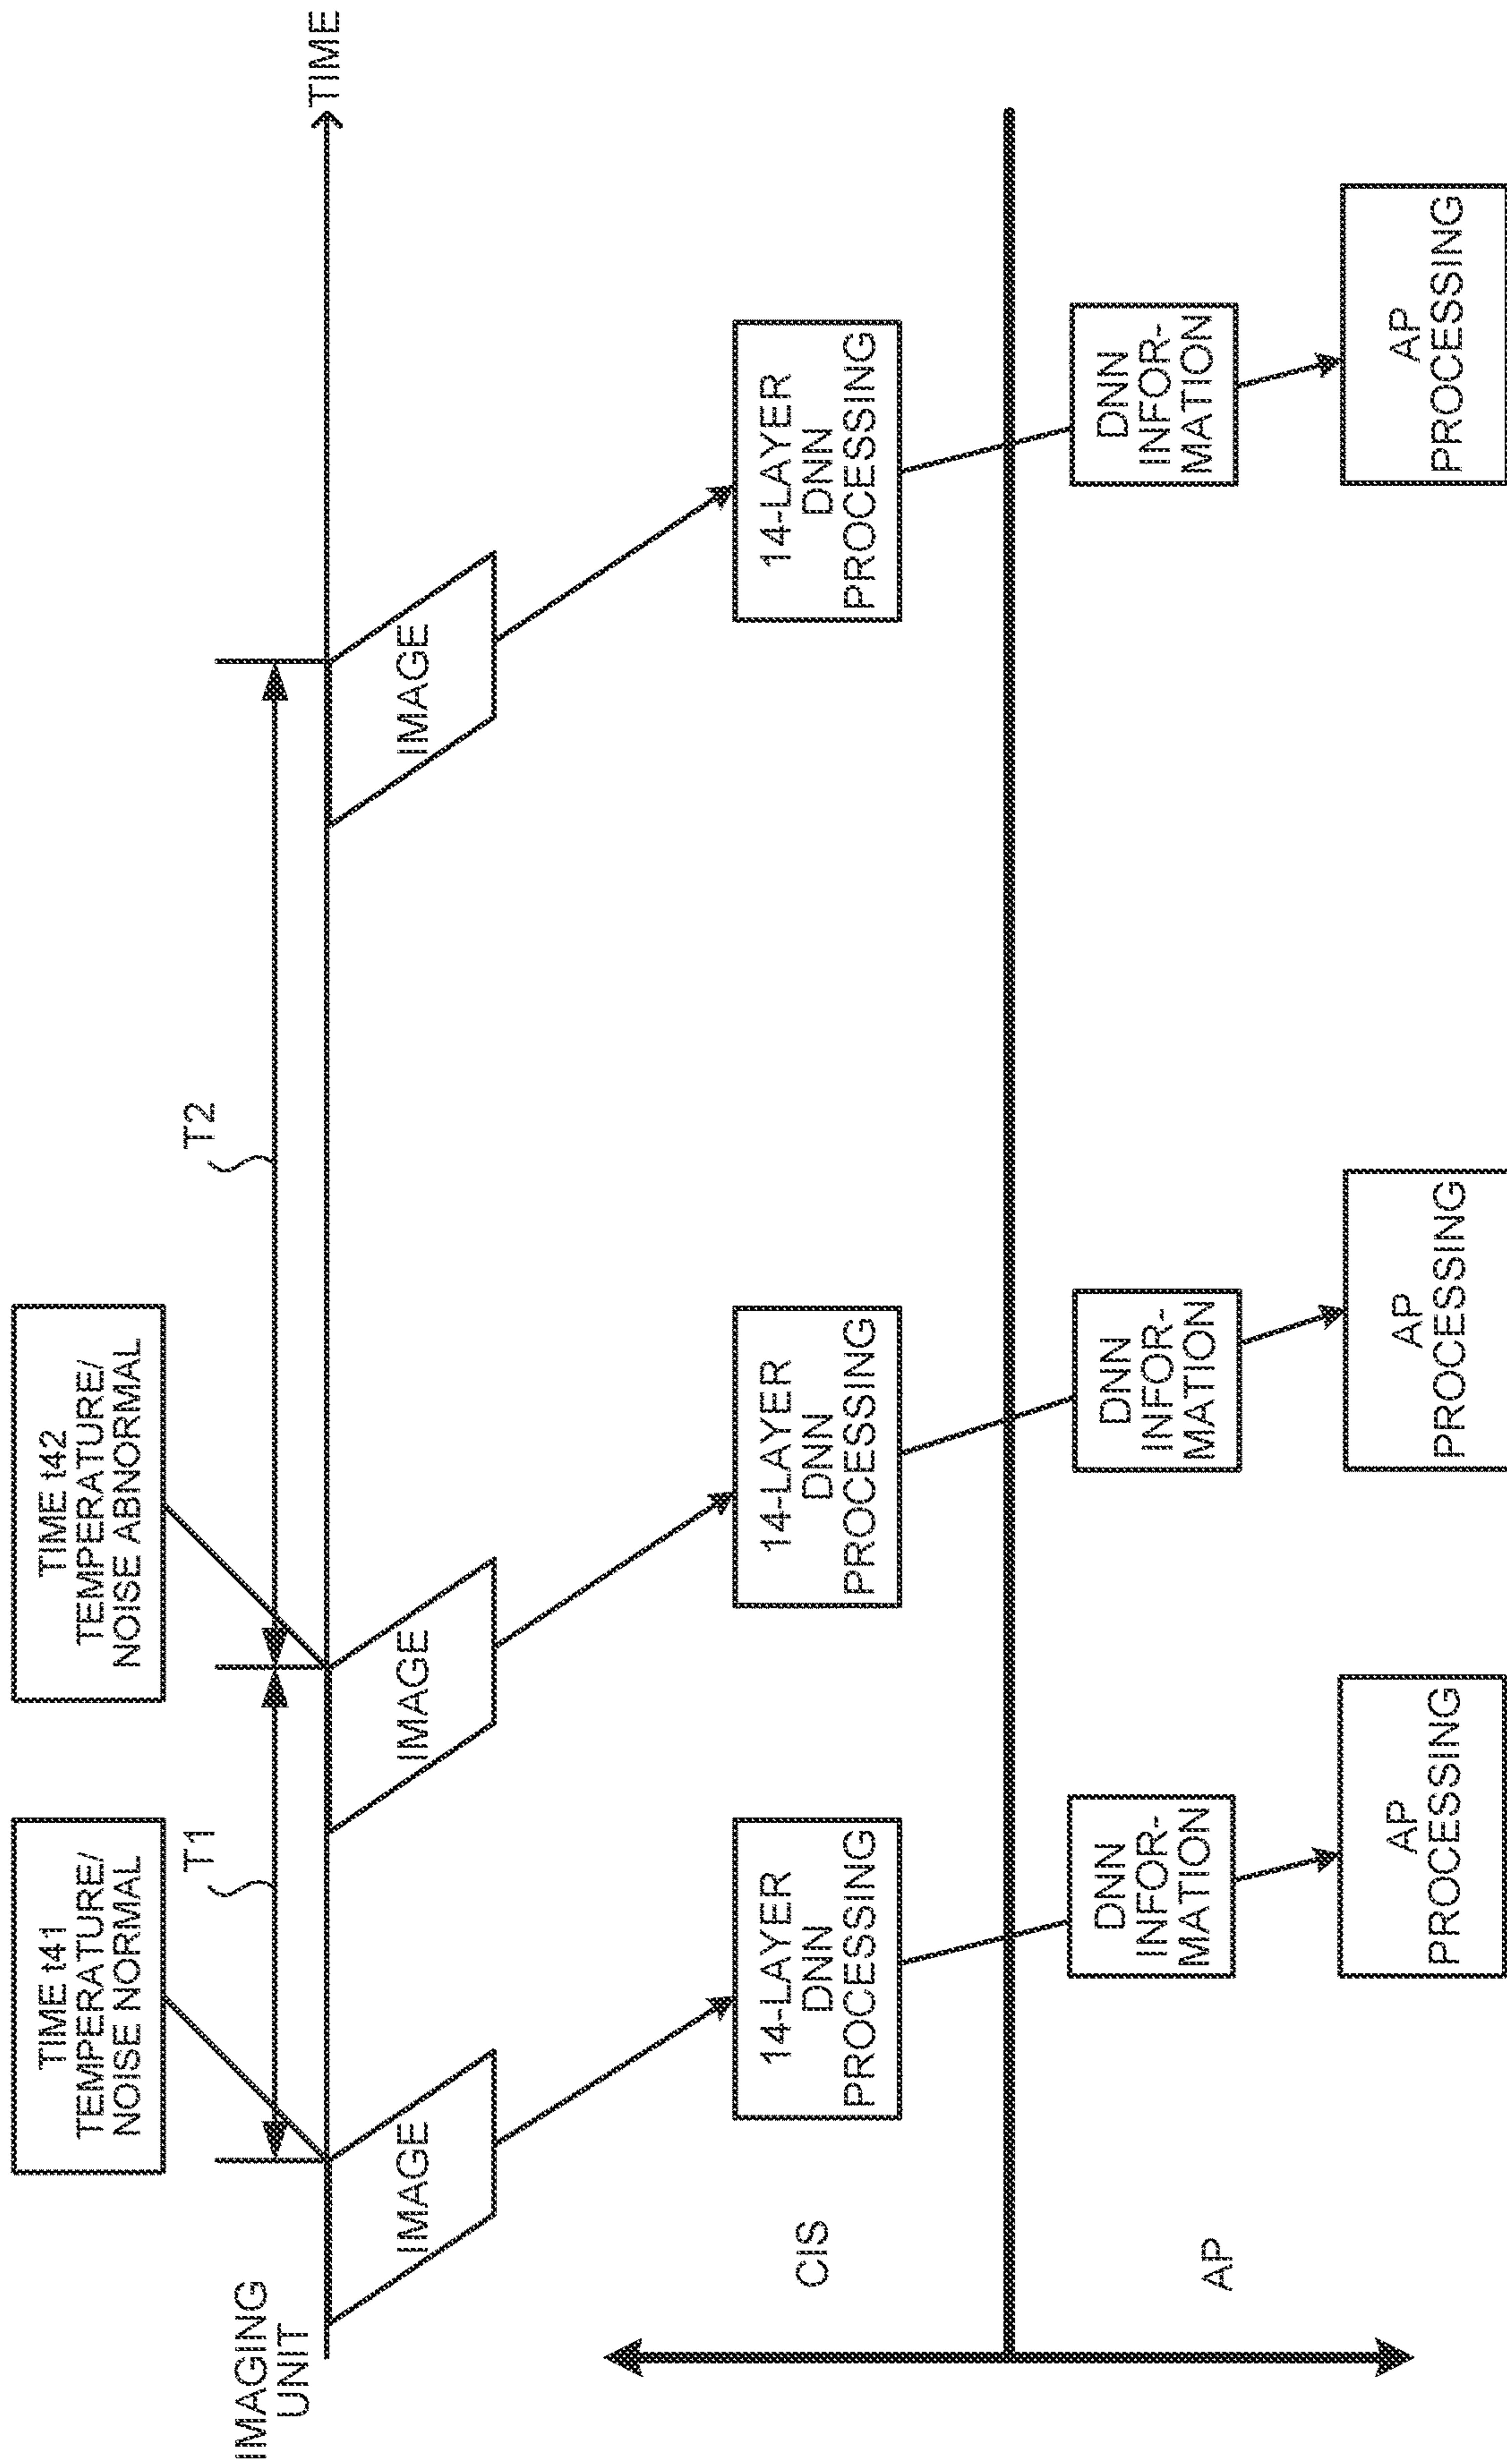 TIME t41
TEMPERATURE/
NOISE NORMAL
TIME t42
TEMPERATURE/
NOISE ABNORMAL
T1
T2
IMAGING
UNIT
TIME
IMAGE
IMAGE
IMAGE
CIS
14-LAYER
DNN
PROCESSING
14-LAYER
DNN
PROCESSING
14-LAYER
DNN
PROCESSING
AP
DNN
INFOR-
MATION
DNN
INFOR-
MATION
DNN
INFOR-
MATION
AP
PROCESSING
AP
PROCESSING
AP
PROCESSING